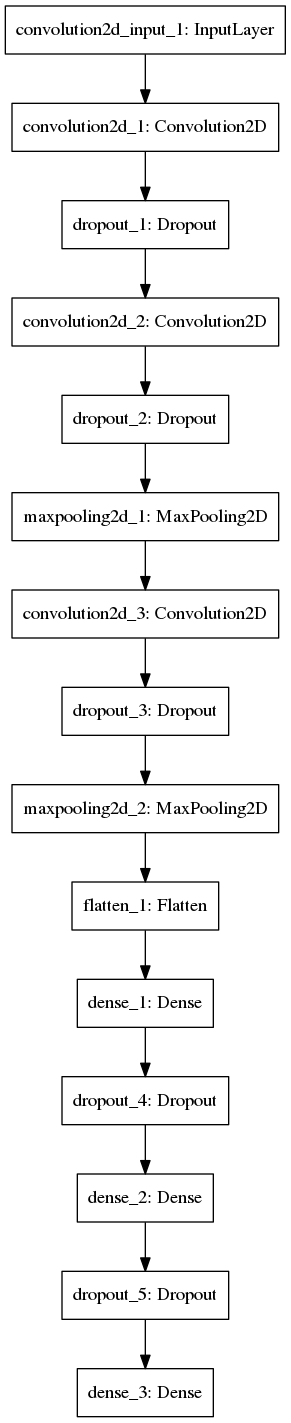 convolution2d_input_1: InputLayer
convolution2d_1: Convolution2D
dropout_1: Dropout
convolution2d_2: Convolution2D
dropout_2: Dropout
maxpooling2d_1: MaxPooling2D
convolution2d_3: Convolution2D
dropout_3: Dropout
maxpooling2d_2: MaxPooling2D
flatten_1: Flatten
dense_1: Dense
dropout_4: Dropout
dense_2: Dense
dropout_5: Dropout
dense_3: Dense